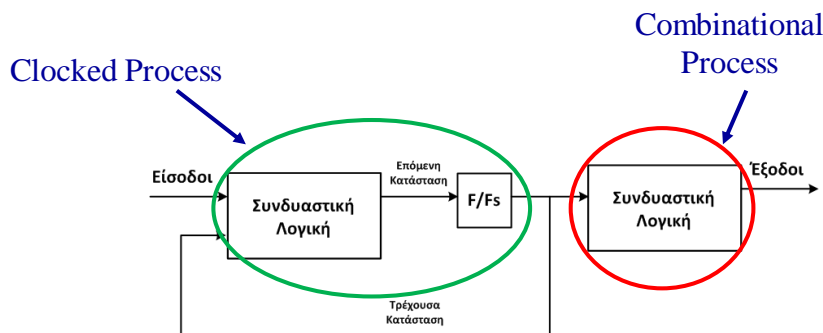 Combinational
Process
Clocked Process
Είσοδοι
Συνδυαστική
Λογική
Επόμενη
Κατάσταση
F/Fs
Συνδυαστική
Λογική
Έξοδοι
Τρέχουσα
Κατάσταση